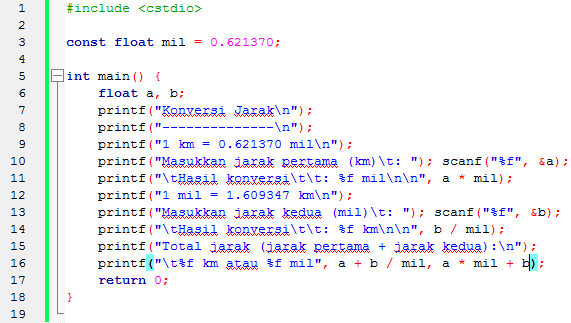 1 #include <cstdio>
2
3 const float mil = 0.621370;
4
5 int main() {
6 float a, b;
7 printf("Konversi Jarak\n");
8 printf("--------------\n");
9 printf("1 km = 0.621370 mil\n");
10 printf("Masukkan jarak pertama (km)\t: "); scanf("%f", &a);
11 printf("\tHasil konversi\t\t: %f mil\n\n", a * mil);
12 printf("1 mil = 1.609347 km\n");
13 printf("Masukkan jarak kedua (mil)\t: "); scanf("%f", &b);
14 printf("\tHasil konversi\t\t: %f km\n\n", b / mil);
15 printf("Total jarak (jarak pertama + jarak kedua):\n");
16 printf("\t%f km atau %f mil", a + b / mil, a * mil + b);
17 return 0;
18 }
19